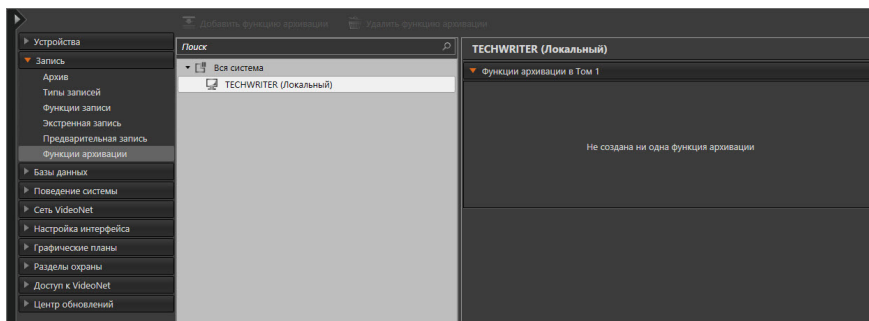 Добавить функцию архивации
Удалить функцию архивации
Устройства
Запись
Архив
Типы записей
Функции записи
Экстренная запись
Предварительная запись
Функции архивации
Базы данных
Поведение системы
Сеть VideoNet
Настройка интерфейса
Графические планы
Разделы охраны
Доступ к VideoNet
Центр обновлений
Поиск
Вся система
TECHWRITER (Локальный)
TECHWRITER (Локальный)
Функции архивации в Том 1
Не создана ни одна функция архивации